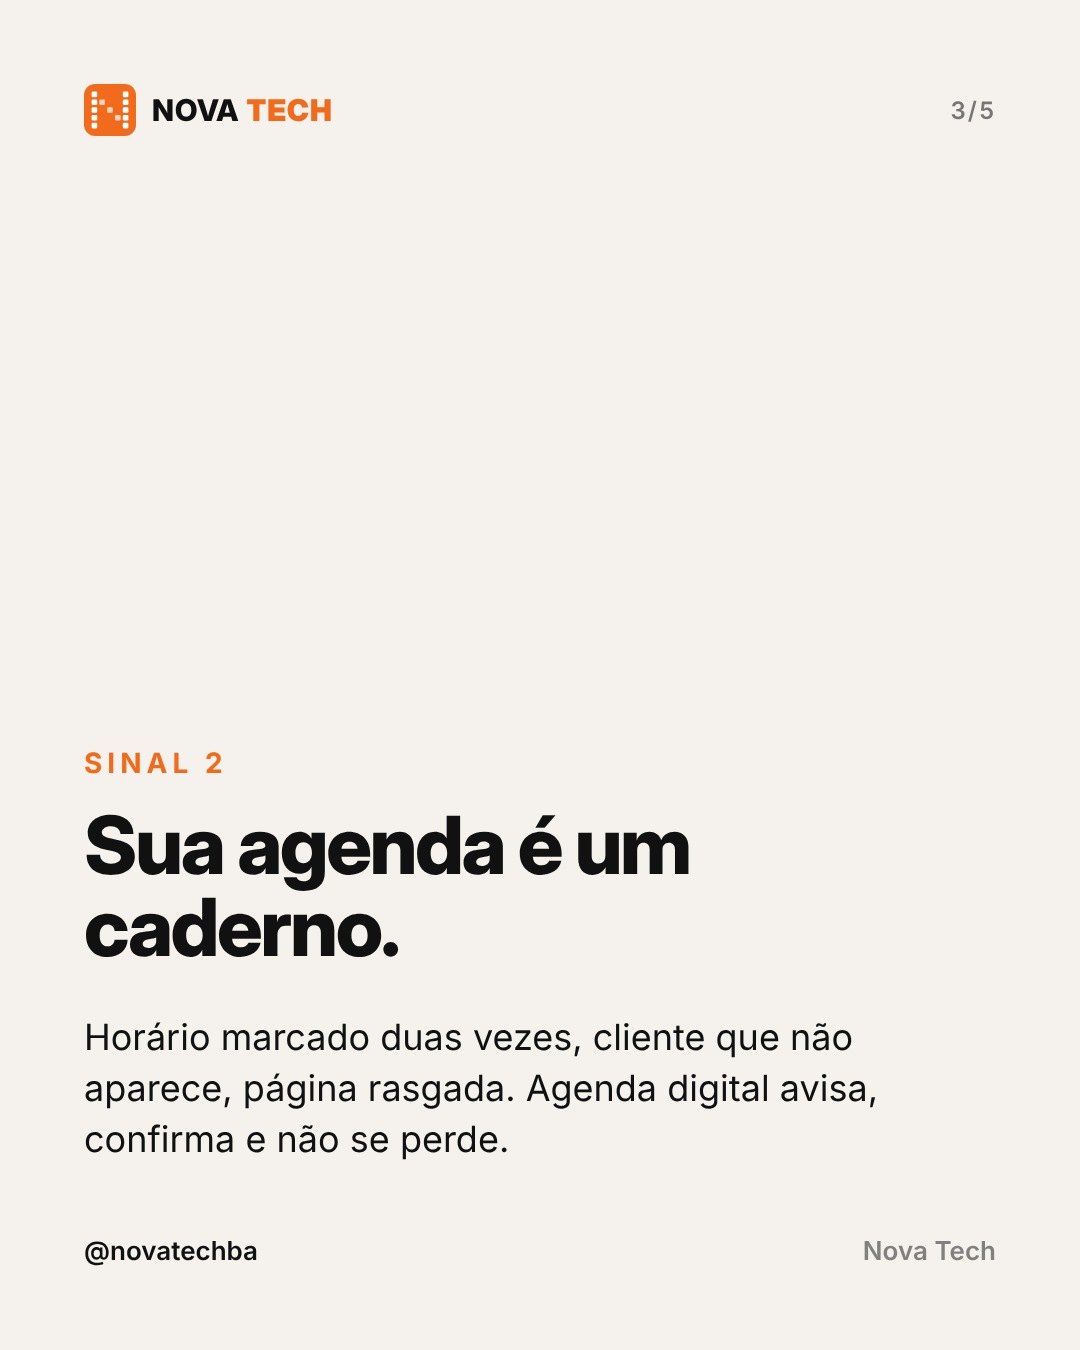 NOVA TECH
3/5
SINAL 2
Sua agenda é um
caderno.
Horário marcado duas vezes, cliente que não
aparece, página rasgada. Agenda digital avisa,
confirma e não se perde.
@novatechba
Nova Tech